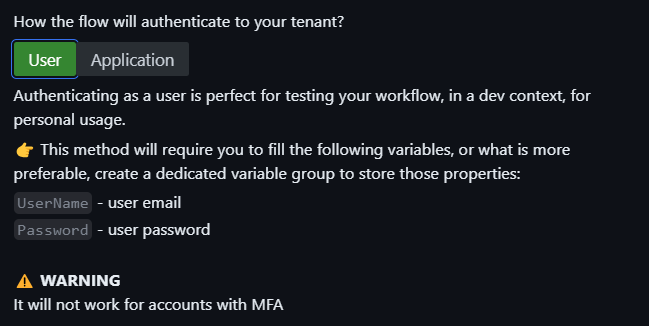 How the flow will authenticate to your tenant?
User Application
Authenticating as a user is perfect for testing your workflow, in a dev context, for
personal usage.
👉 This method will require you to fill the following variables, or what is more
preferable, create a dedicated variable group to store those properties:
UserName - user email
Password - user password
⚠️ WARNING
It will not work for accounts with MFA